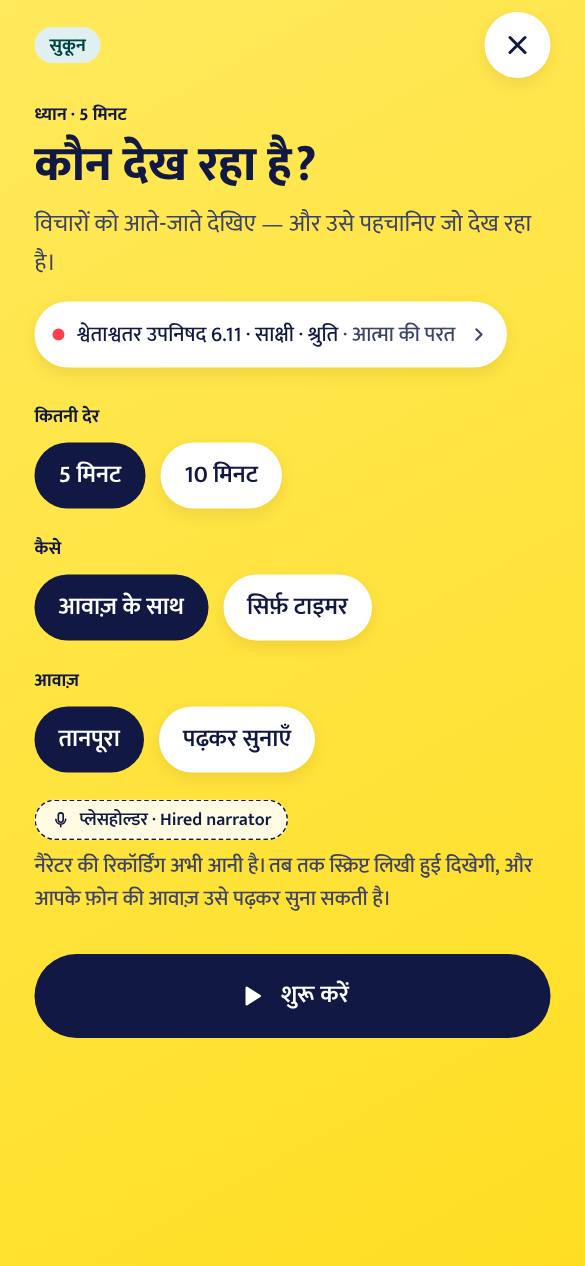 सुकून
ध्यान · 5 मिनट
कौन देख रहा है?
विचारों को आते-जाते देखिए — और उसे पहचानिए जो देख रहा
है।
श्वेताश्वतर उपनिषद 6.11 · साक्षी · श्रुति · आत्मा की परत
कितनी देर
5 मिनट 10 मिनट
कैसे
आवाज़ के साथ सिर्फ़ टाइमर
आवाज़
तानपूरा पढ़कर सुनाएँ
प्लेसहोल्डर · Hired narrator
नैरेटर की रिकॉर्डिंग अभी आनी है। तब तक स्क्रिप्ट लिखी हुई दिखेगी, और
आपके फ़ोन की आवाज़ उसे पढ़कर सुना सकती है।
शुरू करें